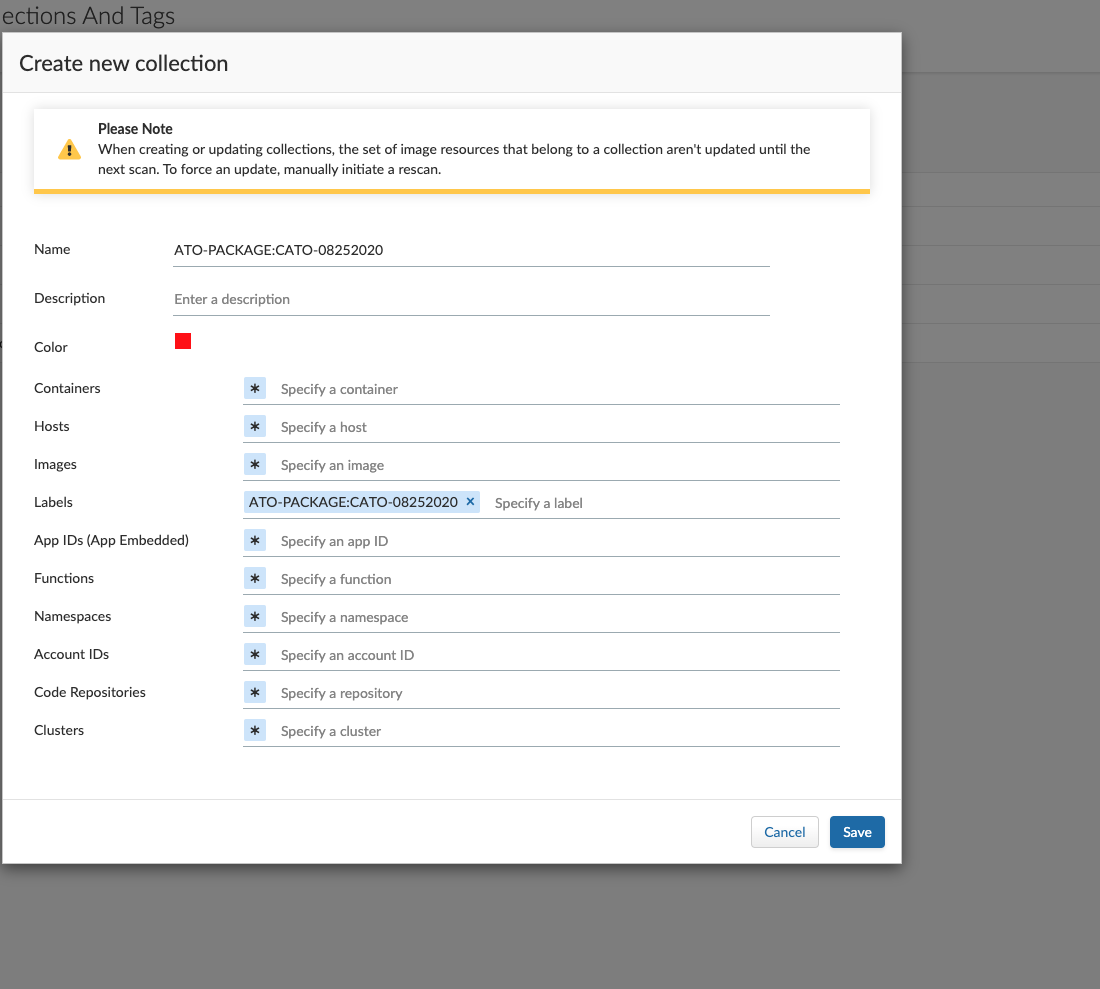 ections And Tags
Create new collection
Please Note
When creating or updating collections, the set of image resources that belong to a collection aren't updated until the
next scan. To force an update, manually initiate a rescan.
Name ATO-PACKAGE:CATO-08252020
Description Enter a description
Color
Containers * Specify a container
Hosts * Specify a host
Images * Specify an image
Labels ATO-PACKAGE:CATO-08252020 × Specify a label
App IDs (App Embedded) * Specify an app ID
Functions * Specify a function
Namespaces * Specify a namespace
Account IDs * Specify an account ID
Code Repositories * Specify a repository
Clusters * Specify a cluster
Cancel Save